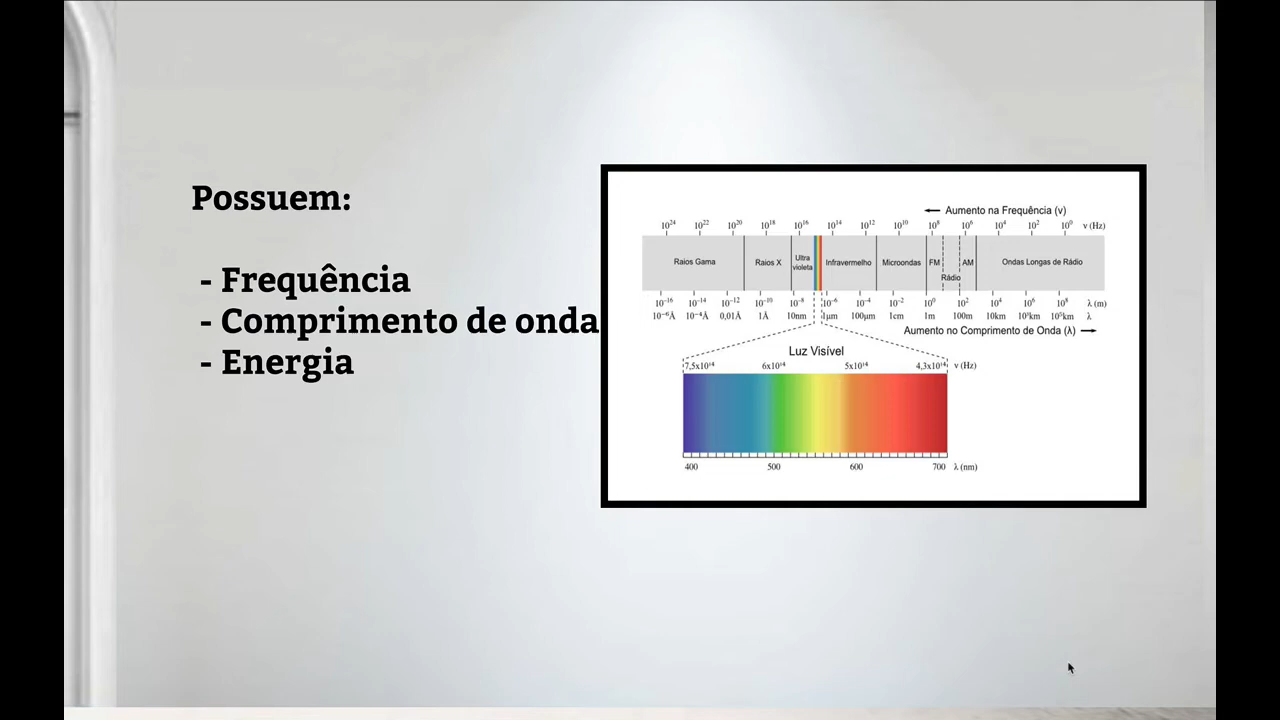 Possuem:
- Frequência
- Comprimento de onda
- Energia
Aumento na Frequência (ν)
10²⁴ 10²² 10²⁰ 10¹⁸ 10¹⁶ 10¹⁴ 10¹² 10¹⁰ 10⁸ 10⁶ 10⁴ 10² 10⁰ ν (Hz)
Raios Gama Raios X Ultra violeta Infravermelho Microondas FM AM Ondas Longas de Rádio
Rádio
10⁻¹⁶ 10⁻¹⁴ 10⁻¹² 10⁻¹⁰ 10⁻⁸ 10⁻⁶ 10⁻⁴ 10⁻² 10⁰ 10² 10⁴ 10⁶ 10⁸ λ (m)
10⁻⁶Å 10⁻⁴Å 0,01Å 1Å 10nm 1μm 100μm 1cm 1m 100m 10km 10³km 10⁵km λ
Aumento no Comprimento de Onda (λ)
Luz Visível
7,5x10¹⁴ 6x10¹⁴ 5x10¹⁴ 4,3x10¹⁴ ν (Hz)
400 500 600 700 λ (nm)